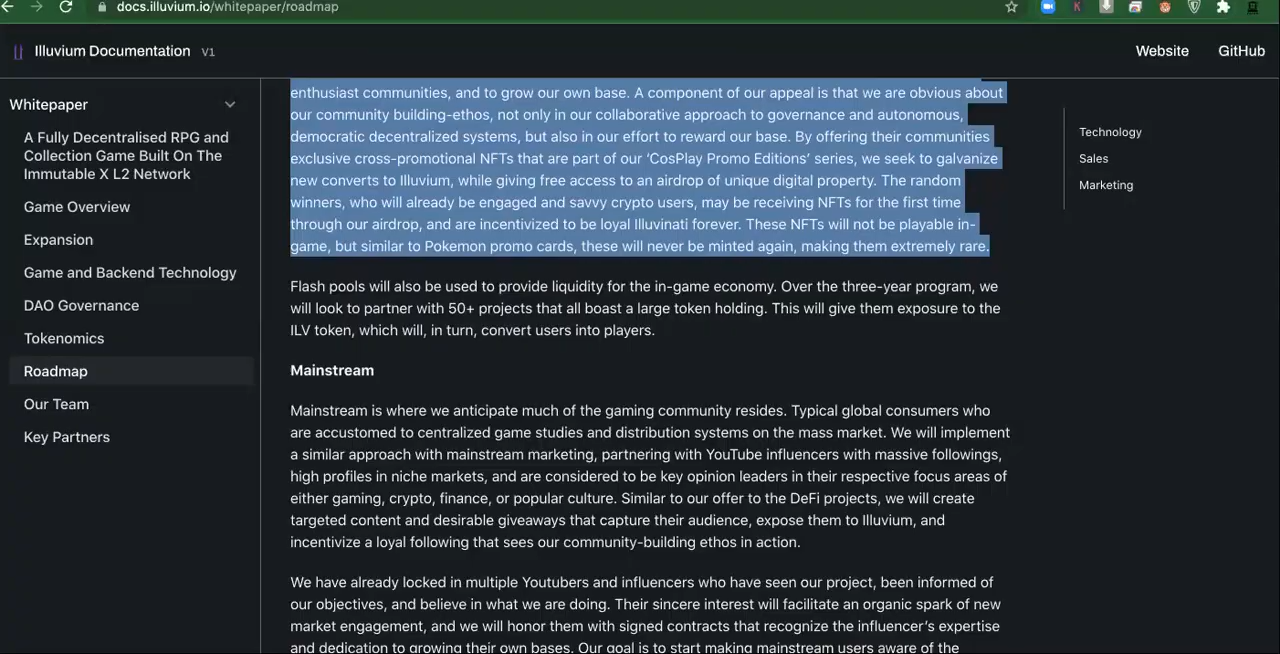 docs.illuvium.io/whitepaper/roadmap
Illuvium Documentation V1
Website
GitHub
Whitepaper
A Fully Decentralised RPG and
Collection Game Built On The
Immutable X L2 Network
Game Overview
Expansion
Game and Backend Technology
DAO Governance
Tokenomics
Roadmap
Our Team
Key Partners
enthusiast communities, and to grow our own base. A component of our appeal is that we are obvious about
our community building-ethos, not only in our collaborative approach to governance and autonomous,
democratic decentralized systems, but also in our effort to reward our base. By offering their communities
exclusive cross-promotional NFTs that are part of our ‘CosPlay Promo Editions’ series, we seek to galvanize
new converts to Illuvium, while giving free access to an airdrop of unique digital property. The random
winners, who will already be engaged and savvy crypto users, may be receiving NFTs for the first time
through our airdrop, and are incentivized to be loyal Illuvinati forever. These NFTs will not be playable in-
game, but similar to Pokemon promo cards, these will never be minted again, making them extremely rare.
Flash pools will also be used to provide liquidity for the in-game economy. Over the three-year program, we
will look to partner with 50+ projects that all boast a large token holding. This will give them exposure to the
ILV token, which will, in turn, convert users into players.
Mainstream
Mainstream is where we anticipate much of the gaming community resides. Typical global consumers who
are accustomed to centralized game studies and distribution systems on the mass market. We will implement
a similar approach with mainstream marketing, partnering with YouTube influencers with massive followings,
high profiles in niche markets, and are considered to be key opinion leaders in their respective focus areas of
either gaming, crypto, finance, or popular culture. Similar to our offer to the DeFi projects, we will create
targeted content and desirable giveaways that capture their audience, expose them to Illuvium, and
incentivize a loyal following that sees our community-building ethos in action.
We have already locked in multiple Youtubers and influencers who have seen our project, been informed of
our objectives, and believe in what we are doing. Their sincere interest will facilitate an organic spark of new
market engagement, and we will honor them with signed contracts that recognize the influencer’s expertise
and dedication to growing their own bases. Our goal is to start making mainstream users aware of the
Technology
Sales
Marketing